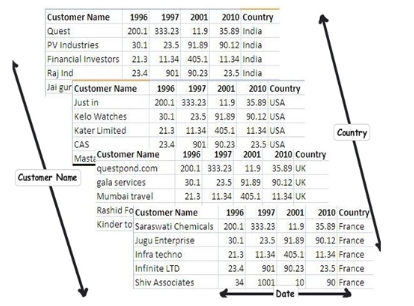 Customer Name 1996 1997 2001 2010 Country
Quest 200.1 333.23 11.9 35.89 India
PV Industries 30.1 23.5 91.89 90.12 India
Financial Investors 21.3 11.34 405.1 11.34 India
Raj Ind 23.4 901 90.23 23.5 India
Jai gur
Customer Name 1996 1997 2001 2010 Country
Just in 200.1 333.23 11.9 35.89 USA
Kelo Watches 30.1 23.5 91.89 90.12 USA
Kater Limited 21.3 11.34 405.1 11.34 USA
CAS 23.4 901 90.23 23.5 USA
Masta
Customer Name 1996 1997 2001 2010 Country
questpond.com 200.1 333.23 11.9 35.89 UK
gala services 30.1 23.5 91.89 90.12 UK
Mumbai travel 21.3 11.34 405.1 11.34 UK
Rashid Fo
Kinder to
Customer Name 1996 1997 2001 2010 Country
Saraswati Chemicals 200.1 333.23 11.9 35.89 France
Jugu Enterprise 30.1 23.5 91.89 90.12 France
Infra techno 21.3 11.34 405.1 11.34 France
Infinite LTD 23.4 901 90.23 23.5 France
Shiv Associates 34 1001 10 90 France
Customer Name
Country
Date